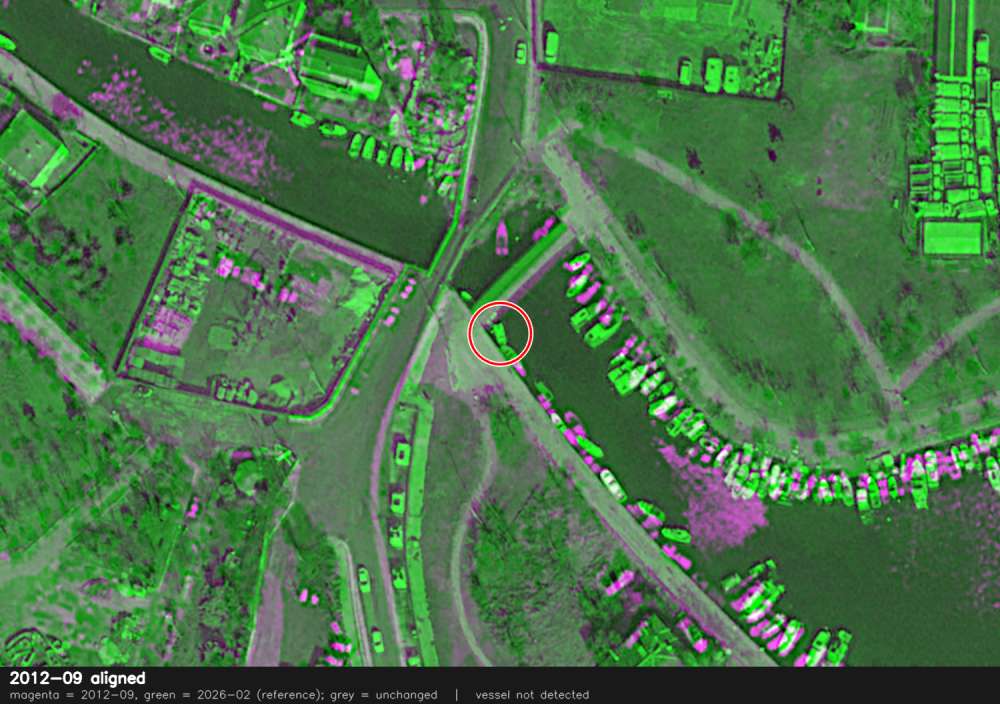 2012-09 aligned
magenta = 2012-09, green = 2026-02 (reference); grey = unchanged | vessel not detected